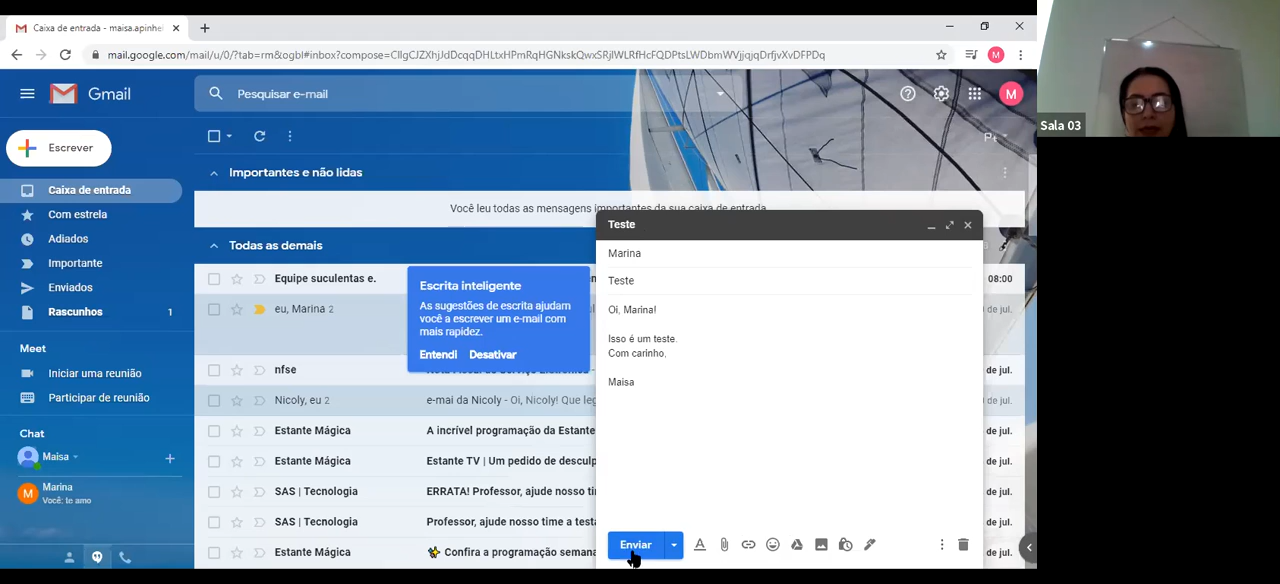 Caixa de entrada - maisa.apinhei
mail.google.com/mail/u/0/?tab=rm&ogbl#inbox?compose=
M
Gmail
Pesquisar e-mail
M
Escrever
Caixa de entrada
Com estrela
Adiados
Importante
Enviados
Rascunhos 1
Meet
Iniciar uma reunião
Participar de reunião
Chat
Maisa
M
Marina
Você: te amo
Importantes e não lidas
Você leu todas as mensagens importantes da sua caixa de entrada.
Todas as demais
Equipe suculentas e. 08:00
eu, Marina 2
nfse de jul.
Nicoly, eu 2 e-mai da Nicoly - Oi, Nicoly! Que leg de jul.
Estante Mágica A incrível programação da Estante de jul.
Estante Mágica Estante TV | Um pedido de desculp de jul.
SAS | Tecnologia ERRATA! Professor, ajude nosso ti de jul.
SAS | Tecnologia Professor, ajude nosso time a testa de jul.
Estante Mágica Confira a programação semana de jul.
Escrita inteligente
As sugestões de escrita ajudam
você a escrever um e-mail com
mais rapidez.
Entendi Desativar
Teste
Marina
Teste
Oi, Marina!
Isso é um teste.
Com carinho,
Maisa
Enviar
Sala 03